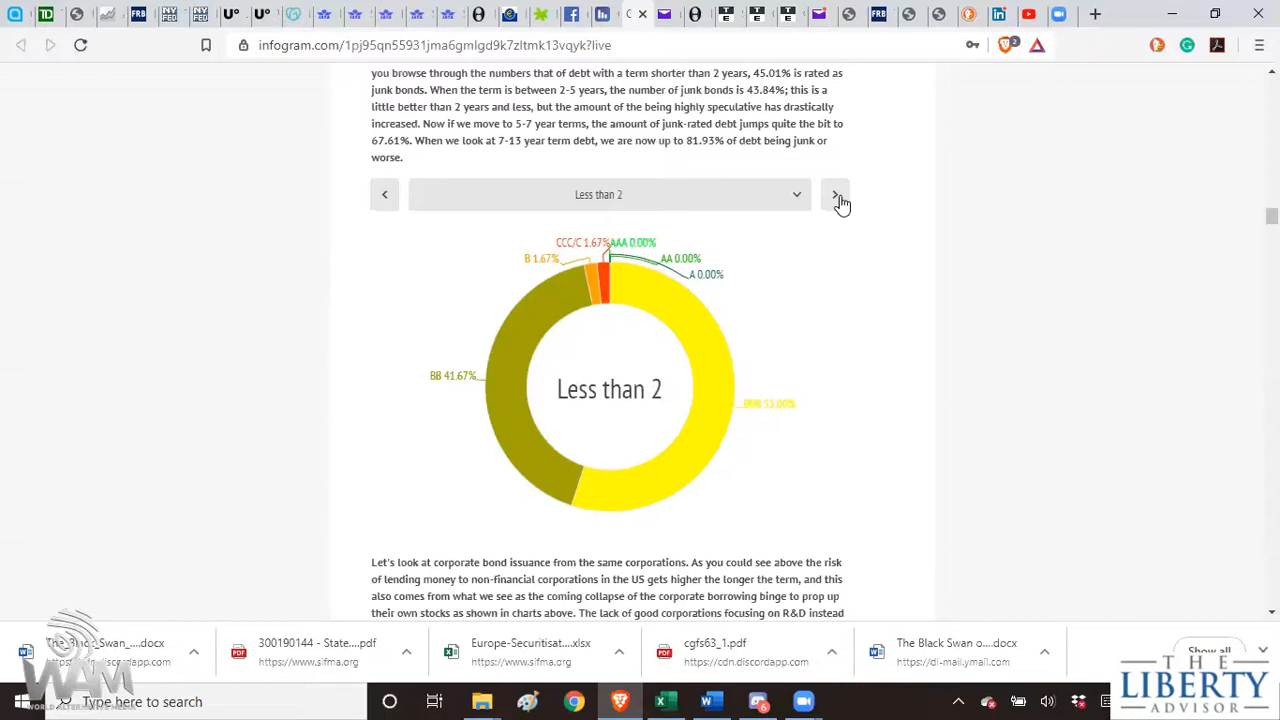 infogram.com/1pj95qn55931jma6gmlgd9k7zltmk13vqyk?live
you browse through the numbers that of debt with a term shorter than 2 years, 45.01% is rated as
junk bonds. When the term is between 2-5 years, the number of junk bonds is 43.84%; this is a
little better than 2 years and less, but the amount of the being highly speculative has drastically
increased. Now if we move to 5-7 year terms, the amount of junk-rated debt jumps quite the bit to
67.61%. When we look at 7-13 year term debt, we are now up to 81.93% of debt being junk or
worse.
Less than 2
CCC/C 1.67%
AAA 0.00%
B 1.67%
AA 0.00%
A 0.00%
BB 41.67%
BBB 55.00%
Less than 2
Let's look at corporate bond issuance from the same corporations. As you could see above the risk
of lending money to non-financial corporations in the US gets higher the longer the term, and this
also comes from what we see as the coming collapse of the corporate borrowing binge to prop up
their own stocks as shown in charts above. The lack of good corporations focusing on R&D instead
The_Black_Swan_....docx
https://cdn.discordapp.com
300190144 - State....pdf
https://www.sifma.org
Europe-Securitisat....xlsx
https://www.sifma.org
cgfs63_1.pdf
https://cdn.discordapp.com
The Black Swan o....docx
https://dl-mail.ymail.com
Show all
WAM
WORLD ALTERNATIVE MEDIA
Type here to search
THE
LIBERTY
ADVISOR